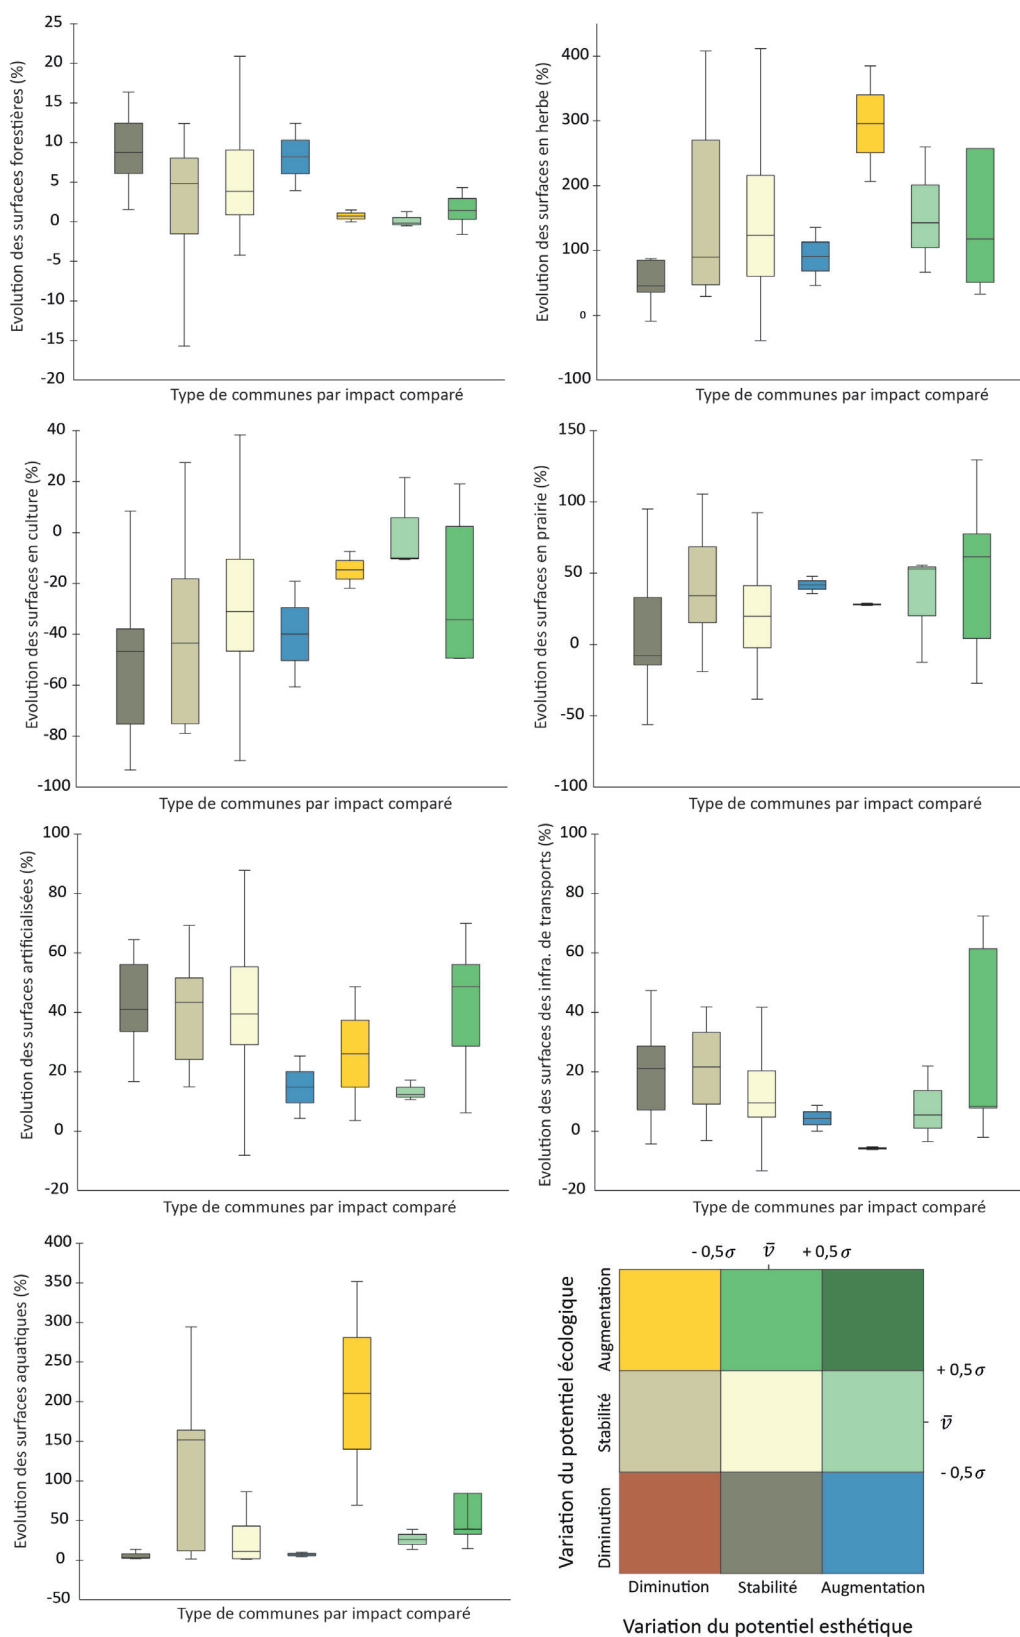 Evolution des surfaces forestières (%)
25
20
15
10
5
0
-5
-10
-15
-20
Type de communes par impact comparé
Evolution des surfaces en herbe (%)
400
300
200
100
0
-100
Type de communes par impact comparé
Evolution des surfaces en culture (%)
40
20
0
-20
-40
-60
-80
-100
Type de communes par impact comparé
Evolution des surfaces en prairie (%)
150
100
50
0
-50
-100
Type de communes par impact comparé
Evolution des surfaces artificialisées (%)
100
80
60
40
20
0
-20
Type de communes par impact comparé
Evolution des surfaces des infra. de transports (%)
100
80
60
40
20
0
-20
Type de communes par impact comparé
Evolution des surfaces aquatiques (%)
400
350
300
250
200
150
100
50
0
-50
Type de communes par impact comparé
- 0,5σ v̅ + 0,5σ
Variation du potentiel écologique
Augmentation
Stabilité
Diminution
+ 0,5σ
v̅
- 0,5σ
Diminution Stabilité Augmentation
Variation du potentiel esthétique